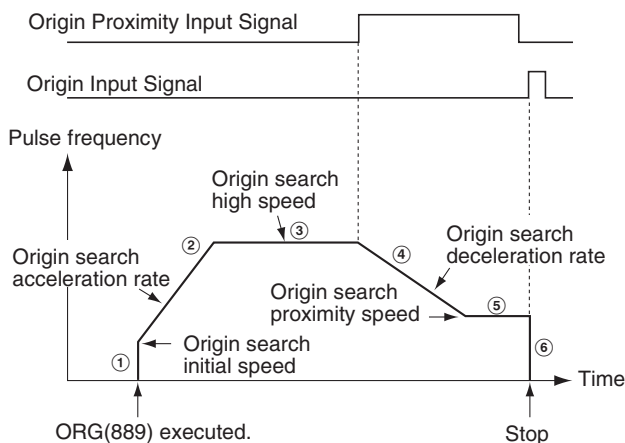 Origin Proximity Input Signal
Origin Input Signal
Pulse frequency
Origin search
high speed
②
③
④
Origin search
acceleration rate
Origin search
deceleration rate
Origin search
proximity speed
⑤
①
Origin search
initial speed
⑥
Time
ORG(889) executed.
Stop